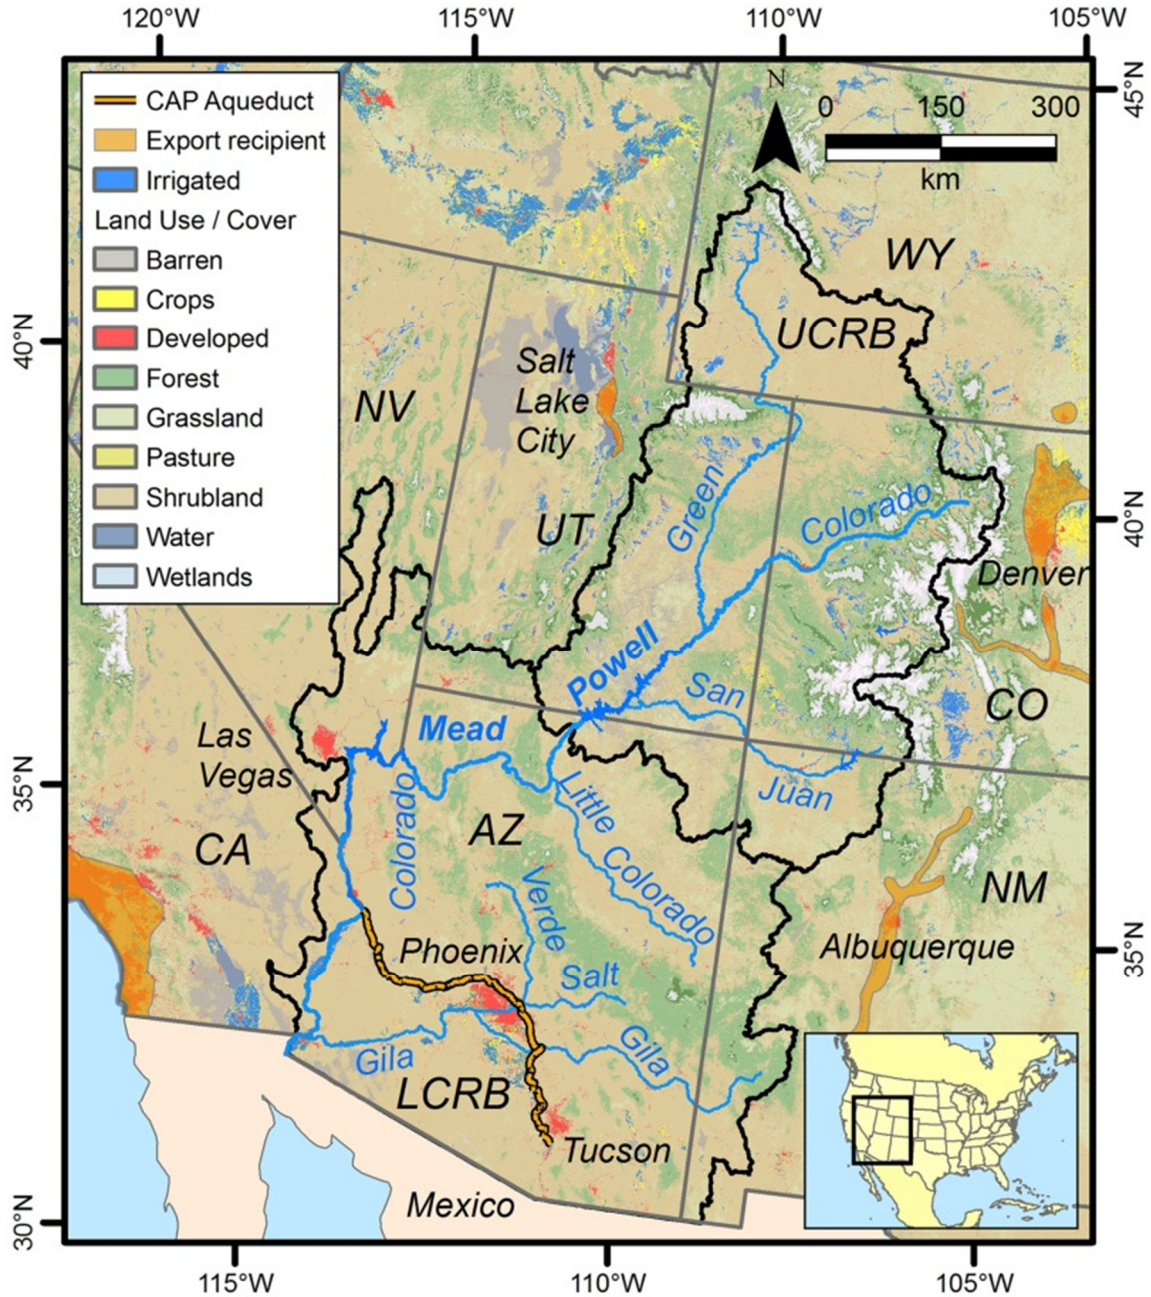 120°W
115°W
110°W
105°W
45°N
40°N
35°N
40°N
35°N
30°N
115°W
110°W
105°W
CAP Aqueduct
Export recipient
Irrigated
Land Use / Cover
Barren
Crops
Developed
Forest
Grassland
Pasture
Shrubland
Water
Wetlands
N
0 150 300
km
WY
UCRB
Salt
Lake
City
NV
UT
Green
Colorado
Denver
Powell
San
CO
Mead
Las
Vegas
Juan
Colorado
Little Colorado
AZ
CA
NM
Verde
Phoenix
Albuquerque
Salt
Gila
Gila
LCRB
Tucson
Mexico